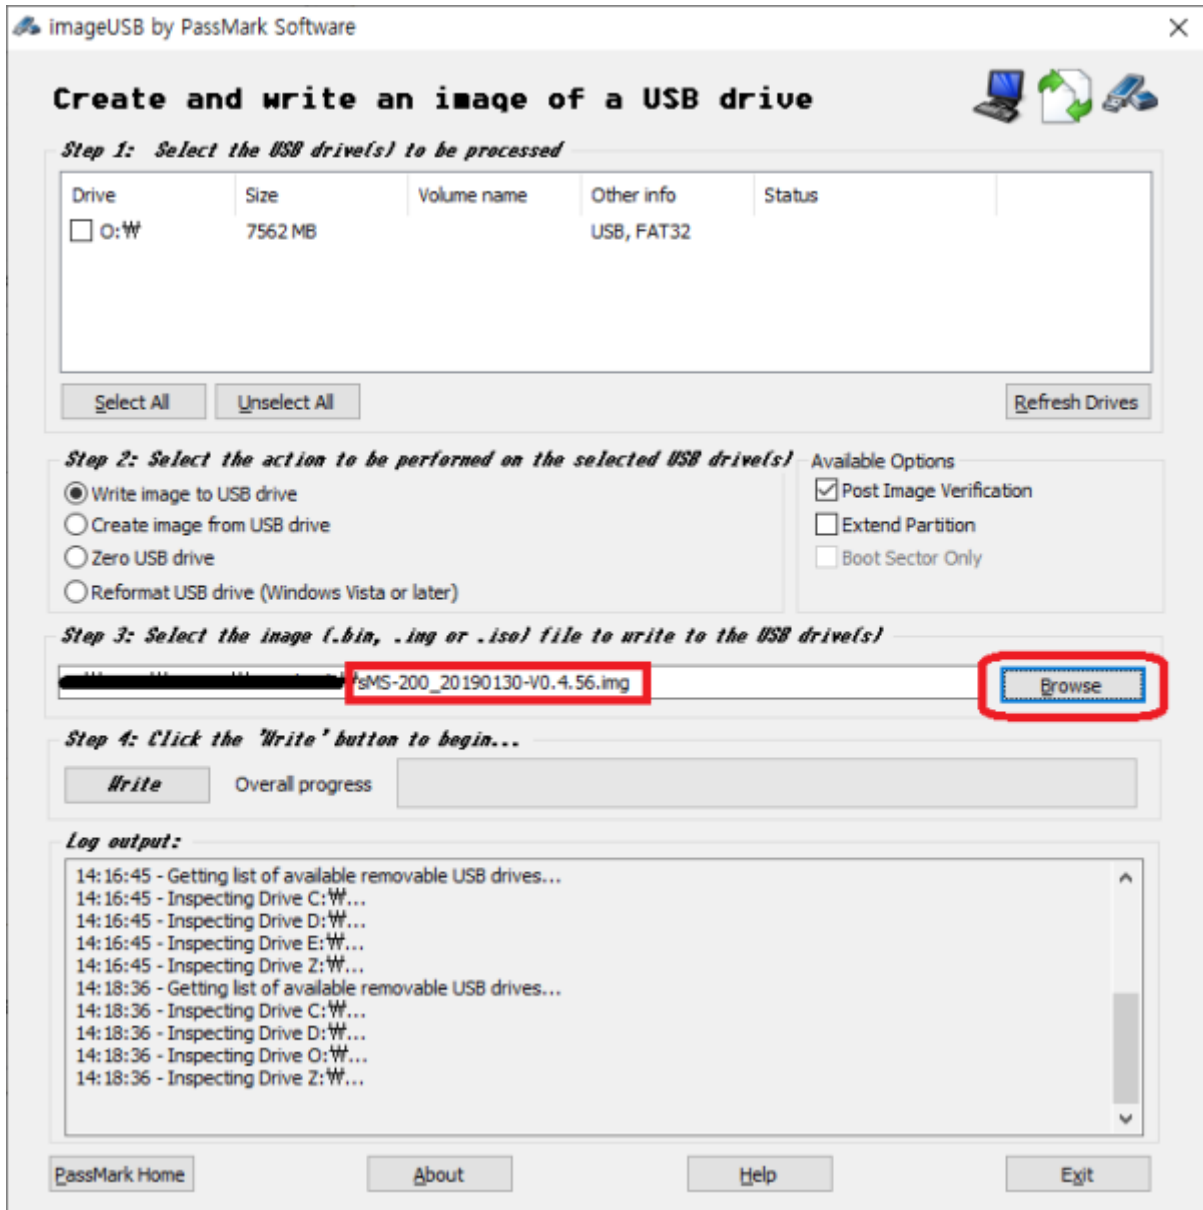 imageUSB by PassMark Software
Create and write an image of a USB drive
Step 1: Select the USB drive(s) to be processed
Drive Size Volume name Other info Status
O:₩ 7562 MB USB, FAT32
Select All Unselect All Refresh Drives
Step 2: Select the action to be performed on the selected USB drive(s) Available Options
Write image to USB drive Post Image Verification
Create image from USB drive Extend Partition
Zero USB drive Boot Sector Only
Reformat USB drive (Windows Vista or later)
Step 3: Select the image (.bin, .img or .iso) file to write to the USB drive(s)
sMS-200_20190130-V0.4.56.img Browse
Step 4: Click the 'Write' button to begin...
Write Overall progress
Log output:
14:16:45 - Getting list of available removable USB drives...
14:16:45 - Inspecting Drive C:₩...
14:16:45 - Inspecting Drive D:₩...
14:16:45 - Inspecting Drive E:₩...
14:16:45 - Inspecting Drive Z:₩...
14:18:36 - Getting list of available removable USB drives...
14:18:36 - Inspecting Drive C:₩...
14:18:36 - Inspecting Drive D:₩...
14:18:36 - Inspecting Drive O:₩...
14:18:36 - Inspecting Drive Z:₩...
PassMark Home About Help Exit